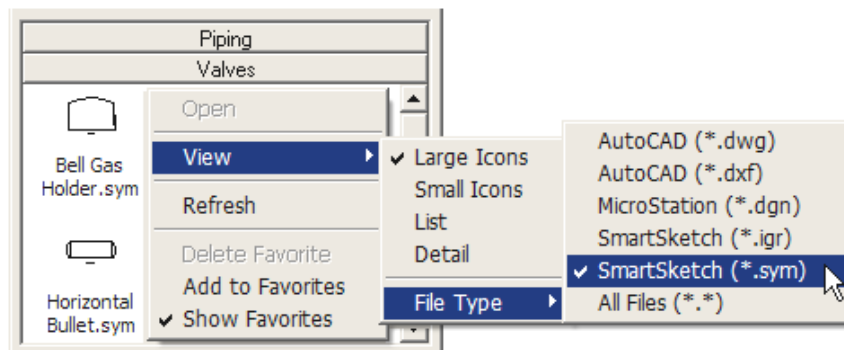 Piping
Valves
Bell Gas
Holder.sym
Horizontal
Bullet.sym
Open
View
Refresh
Delete Favorite
Add to Favorites
Show Favorites
Large Icons
Small Icons
List
Detail
File Type
AutoCAD (*.dwg)
AutoCAD (*.dxf)
MicroStation (*.dgn)
SmartSketch (*.igr)
SmartSketch (*.sym)
All Files (*.*)